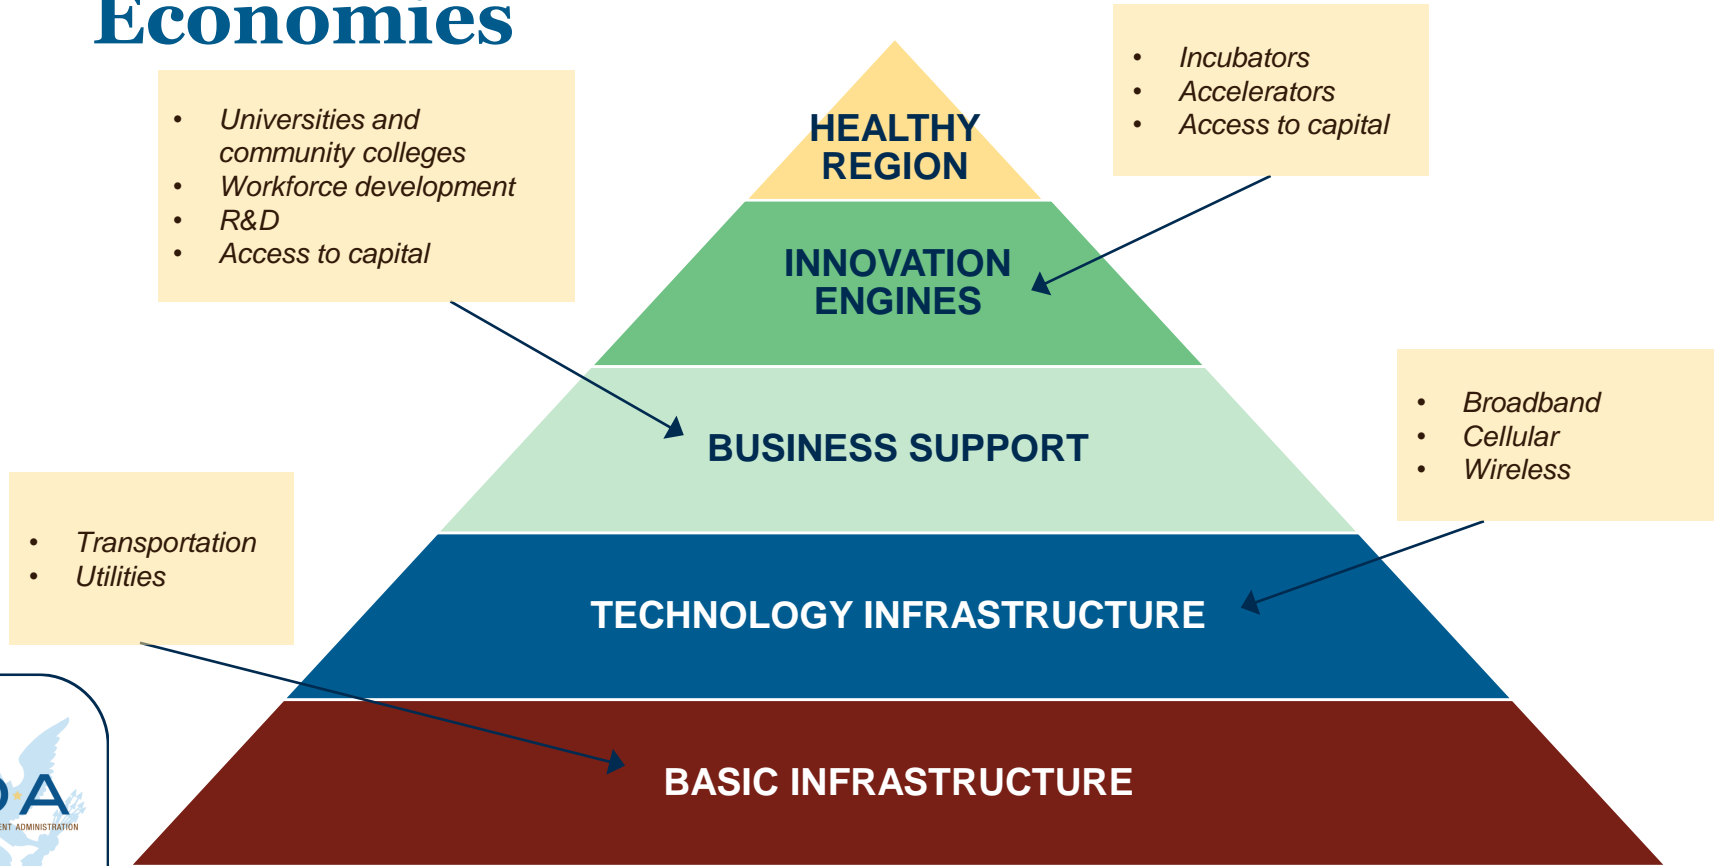 Economies
• Universities and
community colleges
• Workforce development
• R&D
• Access to capital
• Incubators
• Accelerators
• Access to capital
HEALTHY
REGION
INNOVATION
ENGINES
BUSINESS SUPPORT
• Broadband
• Cellular
• Wireless
• Transportation
• Utilities
TECHNOLOGY INFRASTRUCTURE
BASIC INFRASTRUCTURE
A
ADMINISTRATION